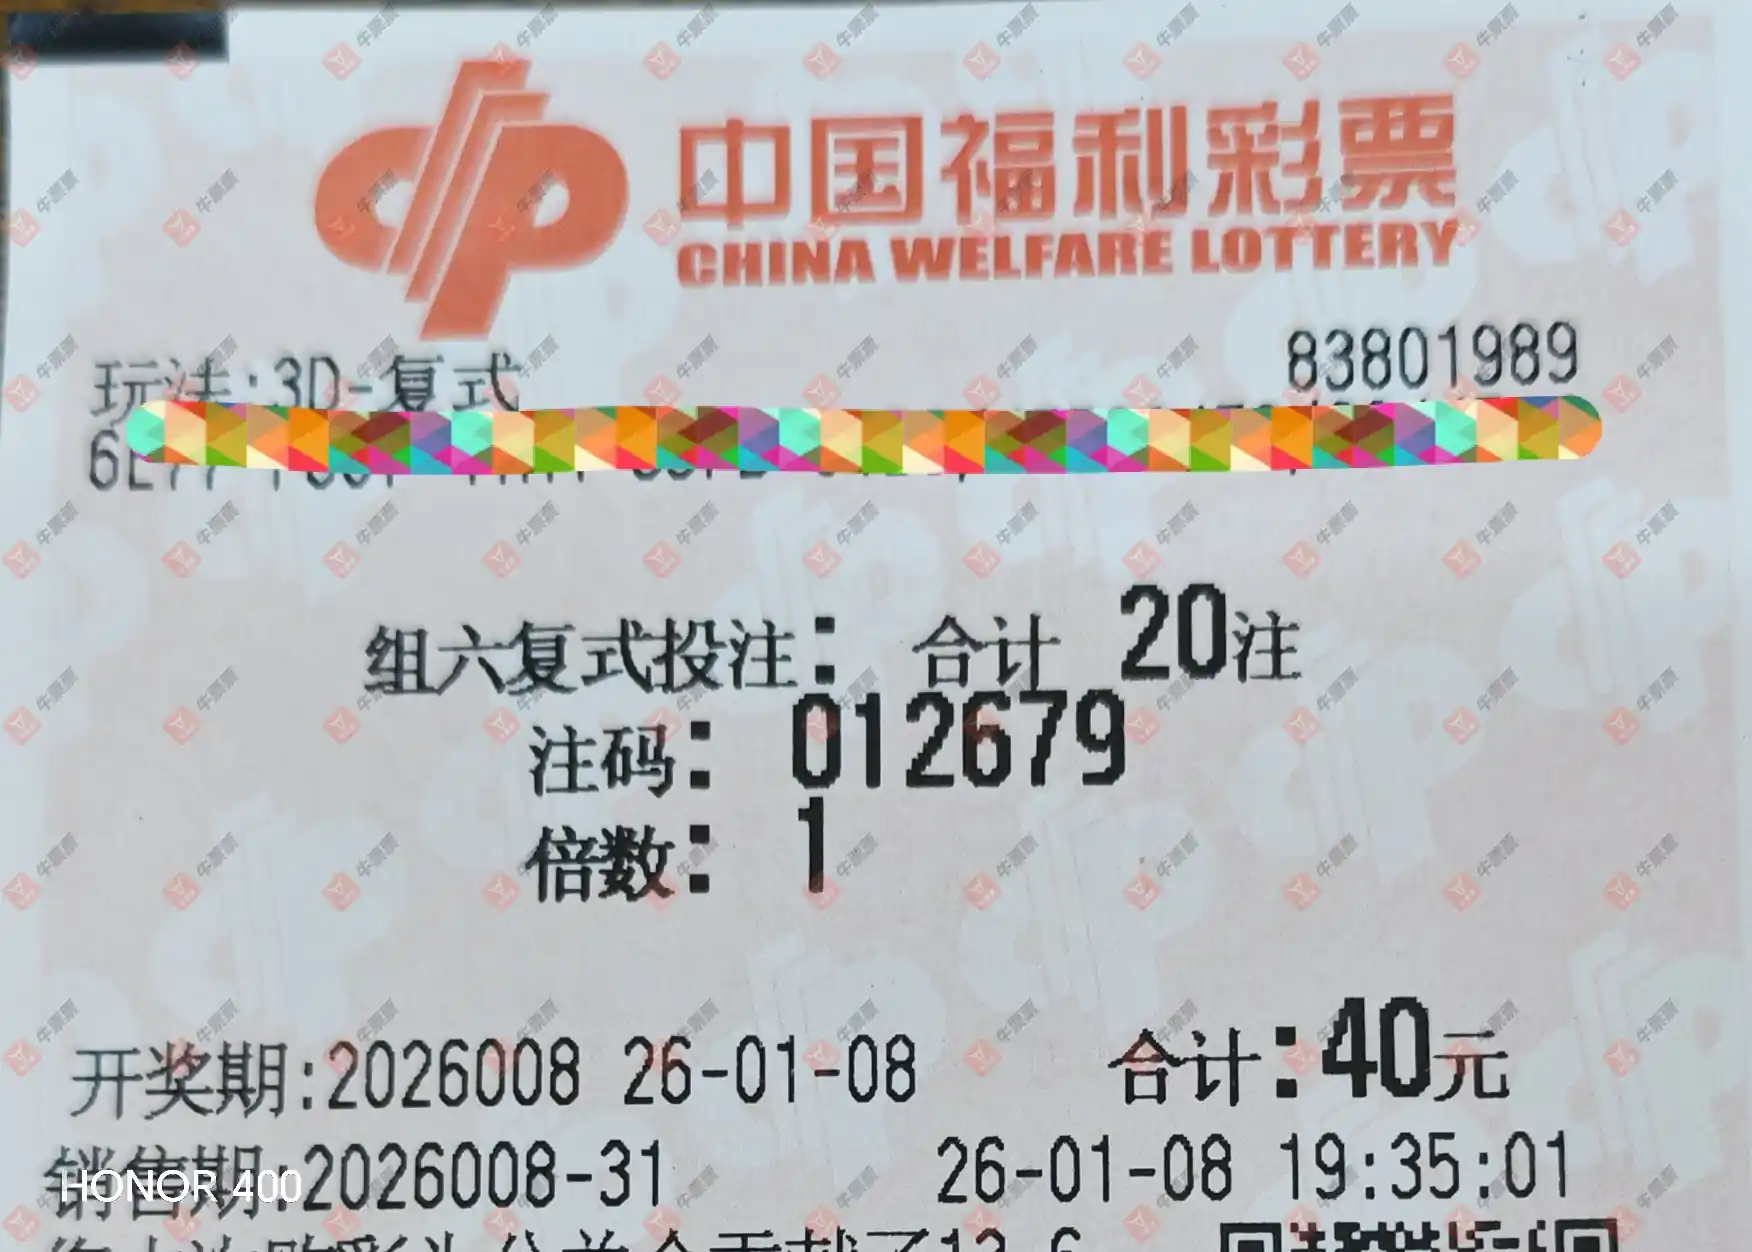 中国福利彩票
CHINA WELFARE LOTTERY
83801989
玩法:3D-复式
组六复式投注: 合计 20注
注码: 012679
倍数: 1
开奖期:2026008 26-01-08 合计:40元
销售期:2026008-31 26-01-08 19:35:01
HONOR 400
牛票票